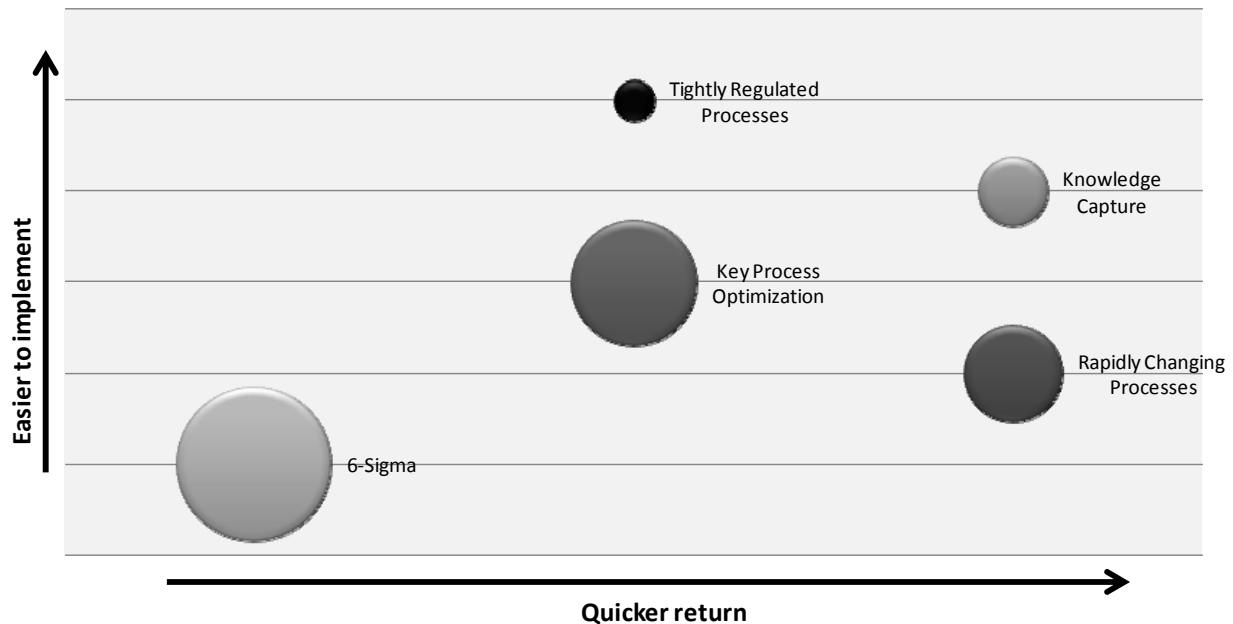 Tightly Regulated
Processes
Knowledge
Capture
Key Process
Optimization
Rapidly Changing
Processes
6-Sigma
Easier to implement
Quicker return